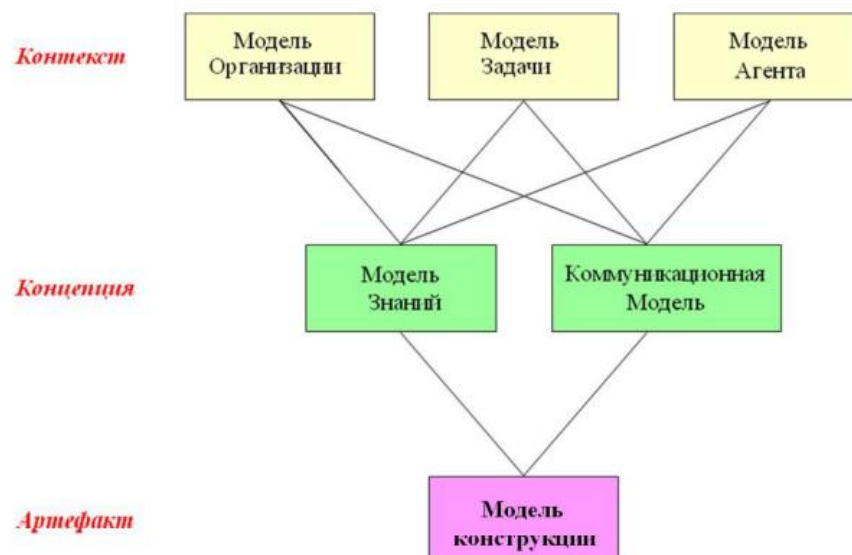 Контекст
Модель
Организации
Модель
Задачи
Модель
Агента
Концепция
Модель
Знаний
Коммуникационная
Модель
Артефакт
Модель
конструкции